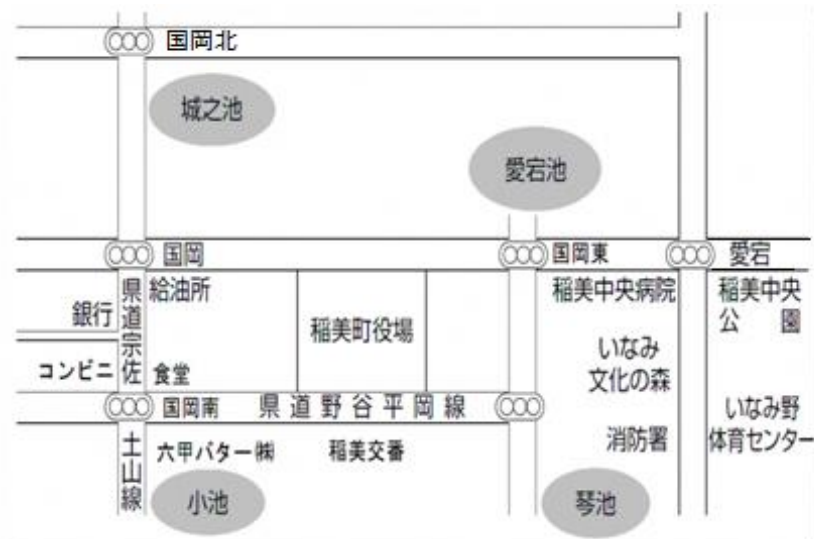 国岡北
城之池
愛宕池
国岡
国岡東
愛宕
県道宗佐土山線
給油所
銀行
コンビニ
食堂
稲美町役場
稲美中央病院
稲美中央
公園
いなみ
文化の森
国岡南
県道野谷平岡線
いなみ野
体育センター
消防署
六甲バター㈱
稲美交番
小池
琴池